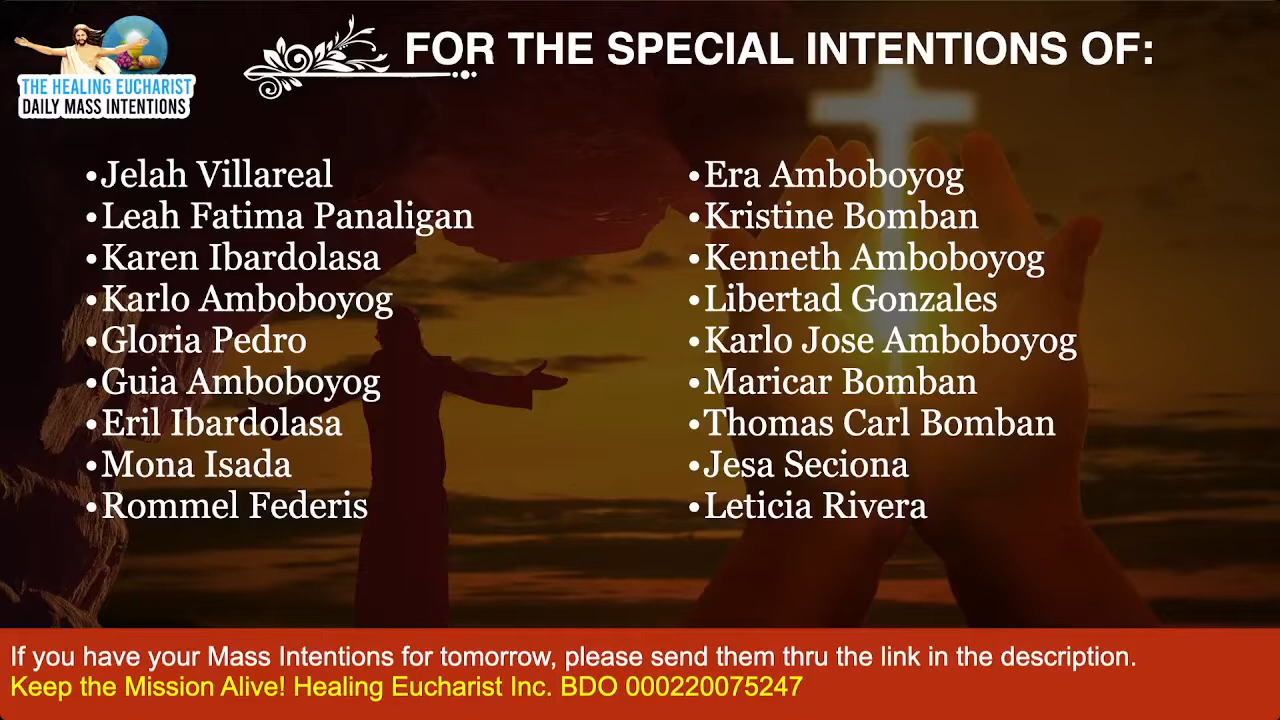 THE HEALING EUCHARIST
DAILY MASS INTENTIONS
FOR THE SPECIAL INTENTIONS OF:
•Jelah Villareal
•Leah Fatima Panaligan
•Karen Ibardolasa
•Karlo Amboboyog
•Gloria Pedro
•Guia Amboboyog
•Eril Ibardolasa
•Mona Isada
•Rommel Federis
•Era Amboboyog
•Kristine Bomban
•Kenneth Amboboyog
•Libertad Gonzales
•Karlo Jose Amboboyog
•Maricar Bomban
•Thomas Carl Bomban
•Jesa Seciona
•Leticia Rivera
If you have your Mass Intentions for tomorrow, please send them thru the link in the description.
Keep the Mission Alive! Healing Eucharist Inc. BDO 000220075247